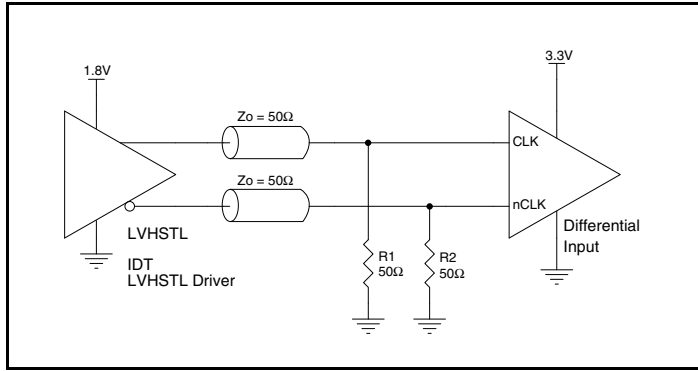 1.8V
3.3V
Zo = 50Ω
CLK
Zo = 50Ω
nCLK
LVHSTL
Differential
Input
R1
50Ω
R2
50Ω
IDT
LVHSTL Driver